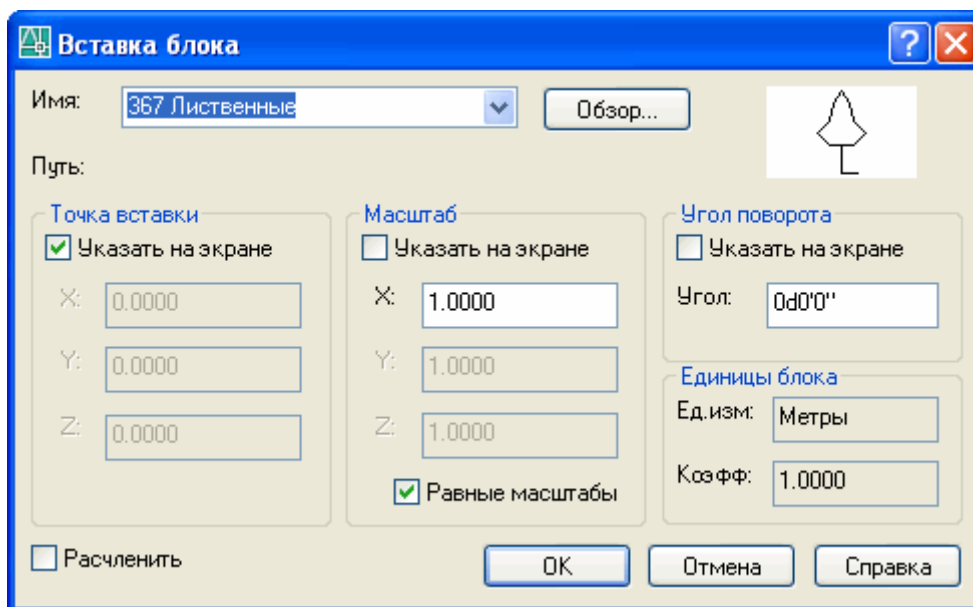 Вставка блока
Имя: 367 Лиственные Обзор...
Путь:
Точка вставки
Указать на экране
X: 0.0000
Y: 0.0000
Z: 0.0000
Масштаб
Указать на экране
X: 1.0000
Y: 1.0000
Z: 1.0000
Равные масштабы
Угол поворота
Указать на экране
Угол: 0d0'0"
Единицы блока
Ед.изм: Метры
Коэфф: 1.0000
Расчленить
OK Отмена Справка